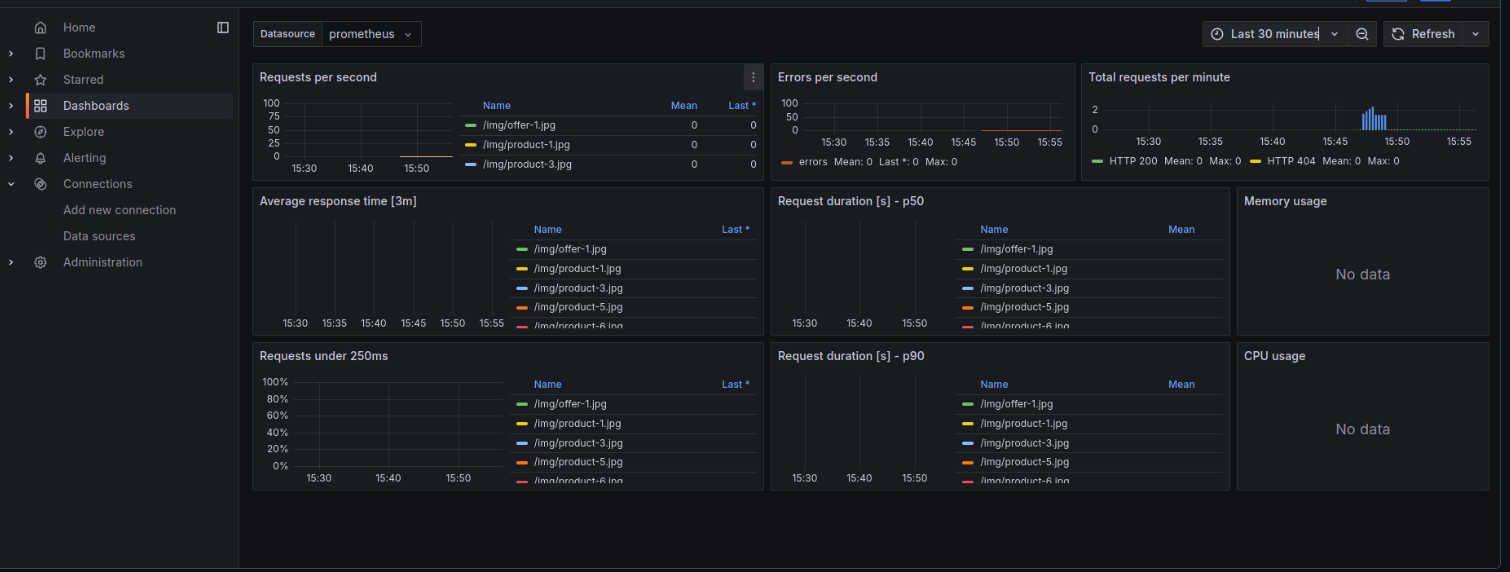 Home
Bookmarks
Starred
Dashboards
Explore
Alerting
Connections
Add new connection
Data sources
Administration
Datasource prometheus
Last 30 minutes
Refresh
Requests per second
100
75
50
25
0
15:30 15:40 15:50
Name Mean Last *
/img/offer-1.jpg 0 0
/img/product-1.jpg 0 0
/img/product-3.jpg 0 0
Errors per second
100
50
0
15:30 15:35 15:40 15:45 15:50 15:55
errors Mean: 0 Last *: 0 Max: 0
Total requests per minute
2
0
15:30 15:35 15:40 15:45 15:50 15:55
HTTP 200 Mean: 0 Max: 0 HTTP 404 Mean: 0 Max: 0
Average response time [3m]
15:30 15:35 15:40 15:45 15:50 15:55
Name Last *
/img/offer-1.jpg
/img/product-1.jpg
/img/product-3.jpg
/img/product-5.jpg
/img/product-6.jpg
Request duration [s] - p50
15:30 15:40 15:50
Name Mean
/img/offer-1.jpg
/img/product-1.jpg
/img/product-3.jpg
/img/product-5.jpg
/img/product-6.jpg
Memory usage
No data
Requests under 250ms
100%
80%
60%
40%
20%
0%
15:30 15:40 15:50
Name Last *
/img/offer-1.jpg
/img/product-1.jpg
/img/product-3.jpg
/img/product-5.jpg
/img/product-6.jpg
Request duration [s] - p90
15:30 15:40 15:50
Name Mean
/img/offer-1.jpg
/img/product-1.jpg
/img/product-3.jpg
/img/product-5.jpg
/img/product-6.jpg
CPU usage
No data